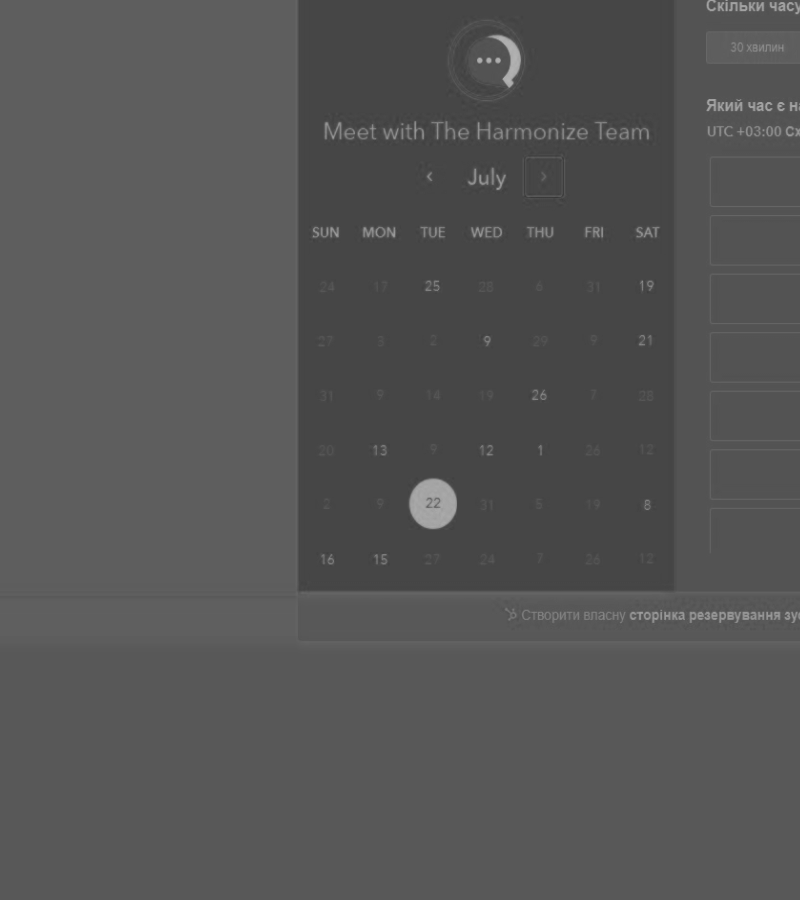 Скільки часу
30 хвилин
Meet with The Harmonize Team
Який час є на
UTC +03:00 Сх
‹ July ›
SUN MON TUE WED THU FRI SAT
24 17 25 28 6 31 19
27 3 2 9 29 9 21
31 9 14 19 26 7 28
20 13 9 12 1 26 12
2 9 22 31 5 19 8
16 15 27 24 7 26 12
Створити власну сторінка резервування зус